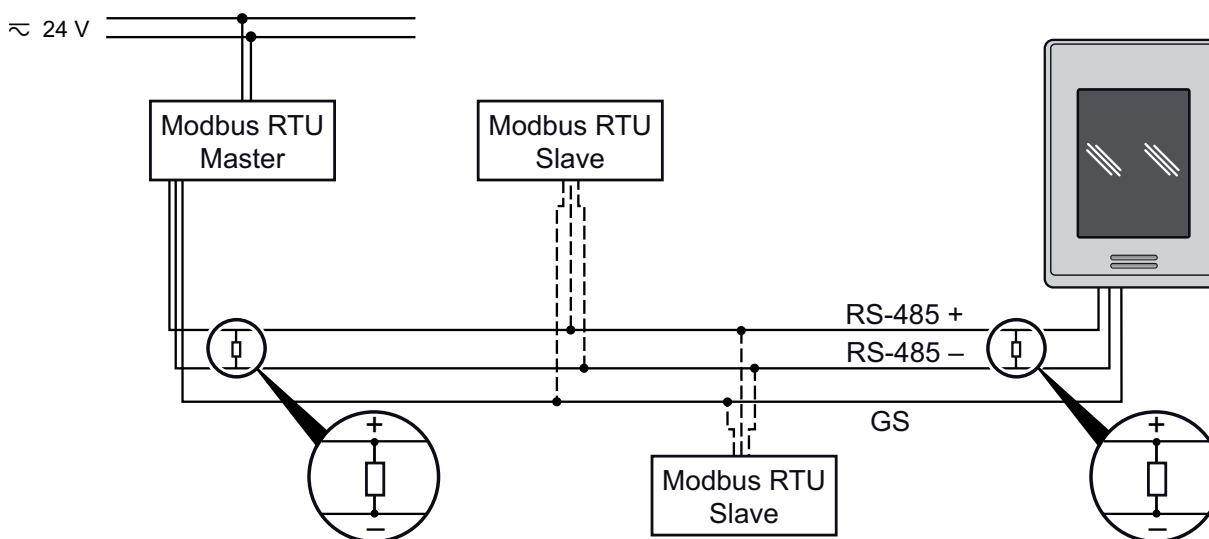 ⎓ 24 V
Modbus RTU
Master
Modbus RTU
Slave
RS-485 +
RS-485 –
GS
+
–
+
–
Modbus RTU
Slave